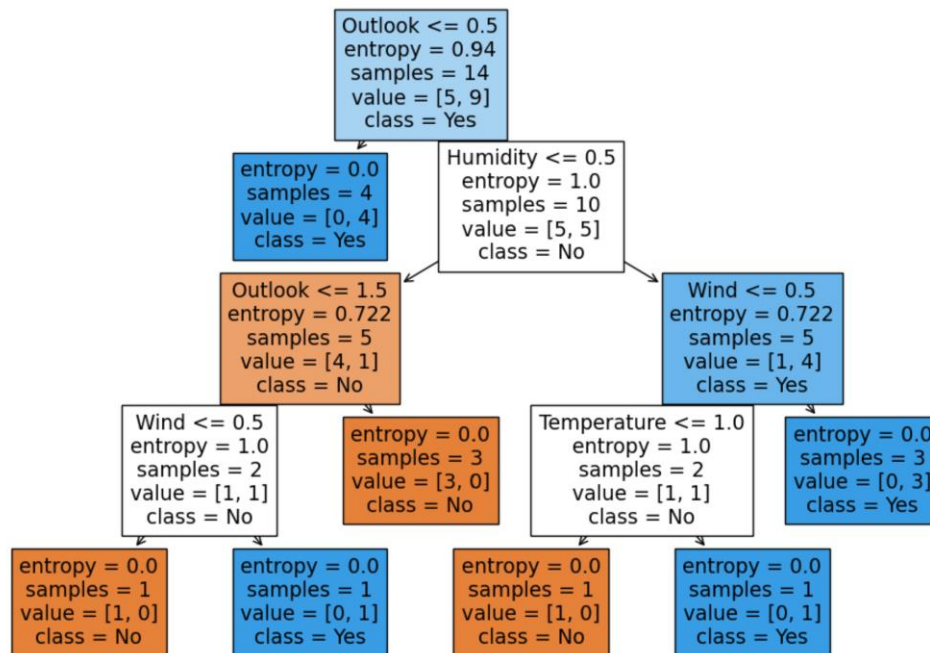 Outlook <= 0.5
entropy = 0.94
samples = 14
value = [5, 9]
class = Yes
entropy = 0.0
samples = 4
value = [0, 4]
class = Yes
Humidity <= 0.5
entropy = 1.0
samples = 10
value = [5, 5]
class = No
Outlook <= 1.5
entropy = 0.722
samples = 5
value = [4, 1]
class = No
Wind <= 0.5
entropy = 0.722
samples = 5
value = [1, 4]
class = Yes
Wind <= 0.5
entropy = 1.0
samples = 2
value = [1, 1]
class = No
entropy = 0.0
samples = 3
value = [3, 0]
class = No
Temperature <= 1.0
entropy = 1.0
samples = 2
value = [1, 1]
class = No
entropy = 0.0
samples = 3
value = [0, 3]
class = Yes
entropy = 0.0
samples = 1
value = [1, 0]
class = No
entropy = 0.0
samples = 1
value = [0, 1]
class = Yes
entropy = 0.0
samples = 1
value = [1, 0]
class = No
entropy = 0.0
samples = 1
value = [0, 1]
class = Yes